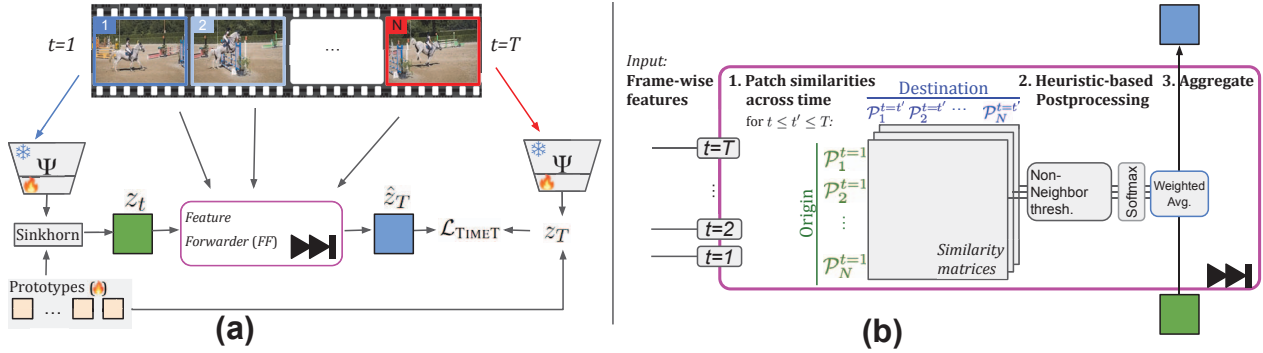 t=1
1
2
...
N
t=T
Ψ
Ψ
z_t
ẑ_T
Sinkhorn
Feature
Forwarder (FF)
ℒ_TIMET
z_T
Prototypes (🔥)
...
(a)
Input:
Frame-wise
features
1. Patch similarities
across time
for t ≤ t′ ≤ T:
Destination
𝒫_1^{t=t′} 𝒫_2^{t=t′} ⋯ 𝒫_N^{t=t′}
2. Heuristic-based
Postprocessing
3. Aggregate
t=T
⋮
t=2
t=1
Origin
𝒫_1^{t=1}
𝒫_2^{t=1}
...
𝒫_N^{t=1}
Similarity
matrices
Non-
Neighbor
thresh.
Softmax
Weighted
Avg.
(b)